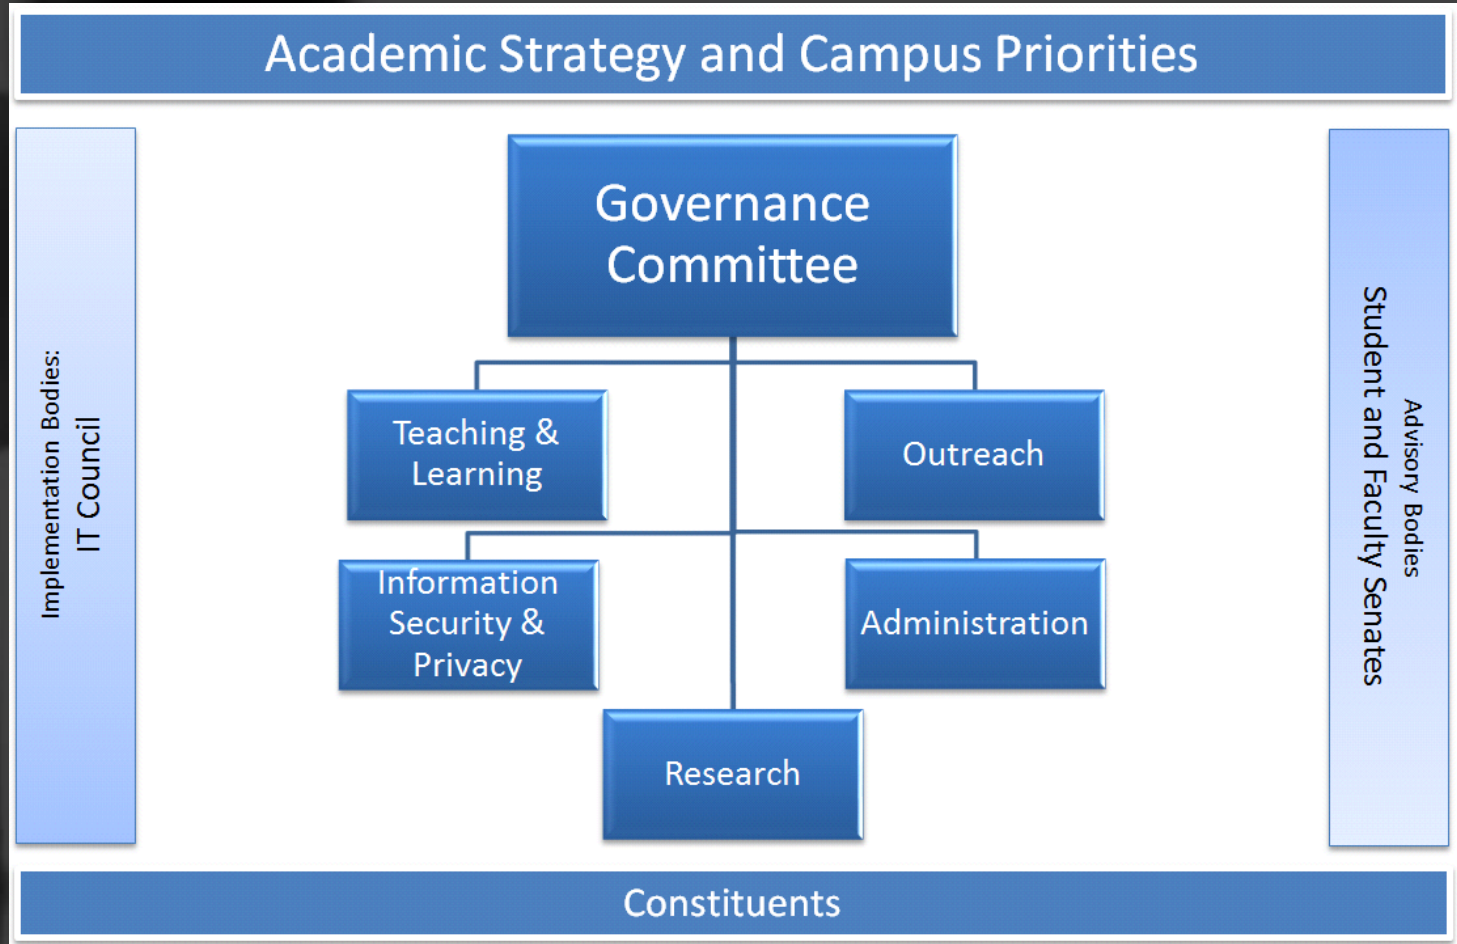 Academic Strategy and Campus Priorities
Implementation Bodies:
IT Council
Governance
Committee
Teaching &
Learning
Outreach
Information
Security &
Privacy
Administration
Research
Advisory Bodies
Student and Faculty Senates
Constituents